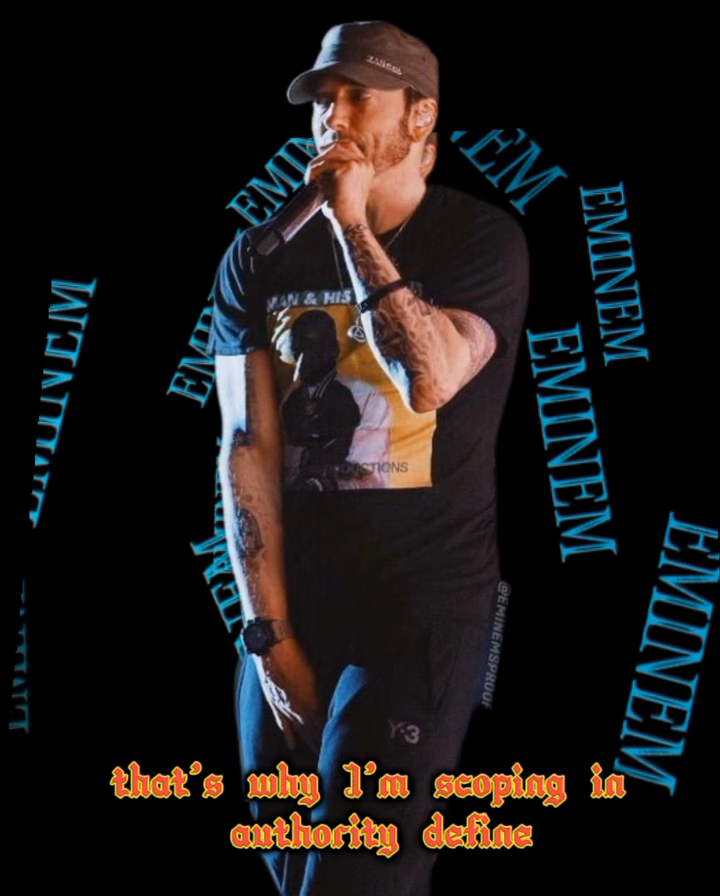 EMINEM
EMINEM
EMINEM
MAN & HIS
EMINEM
EMINEM
@EMINEMSPROOF
Y-3
that's why I'm scoping in
authority define